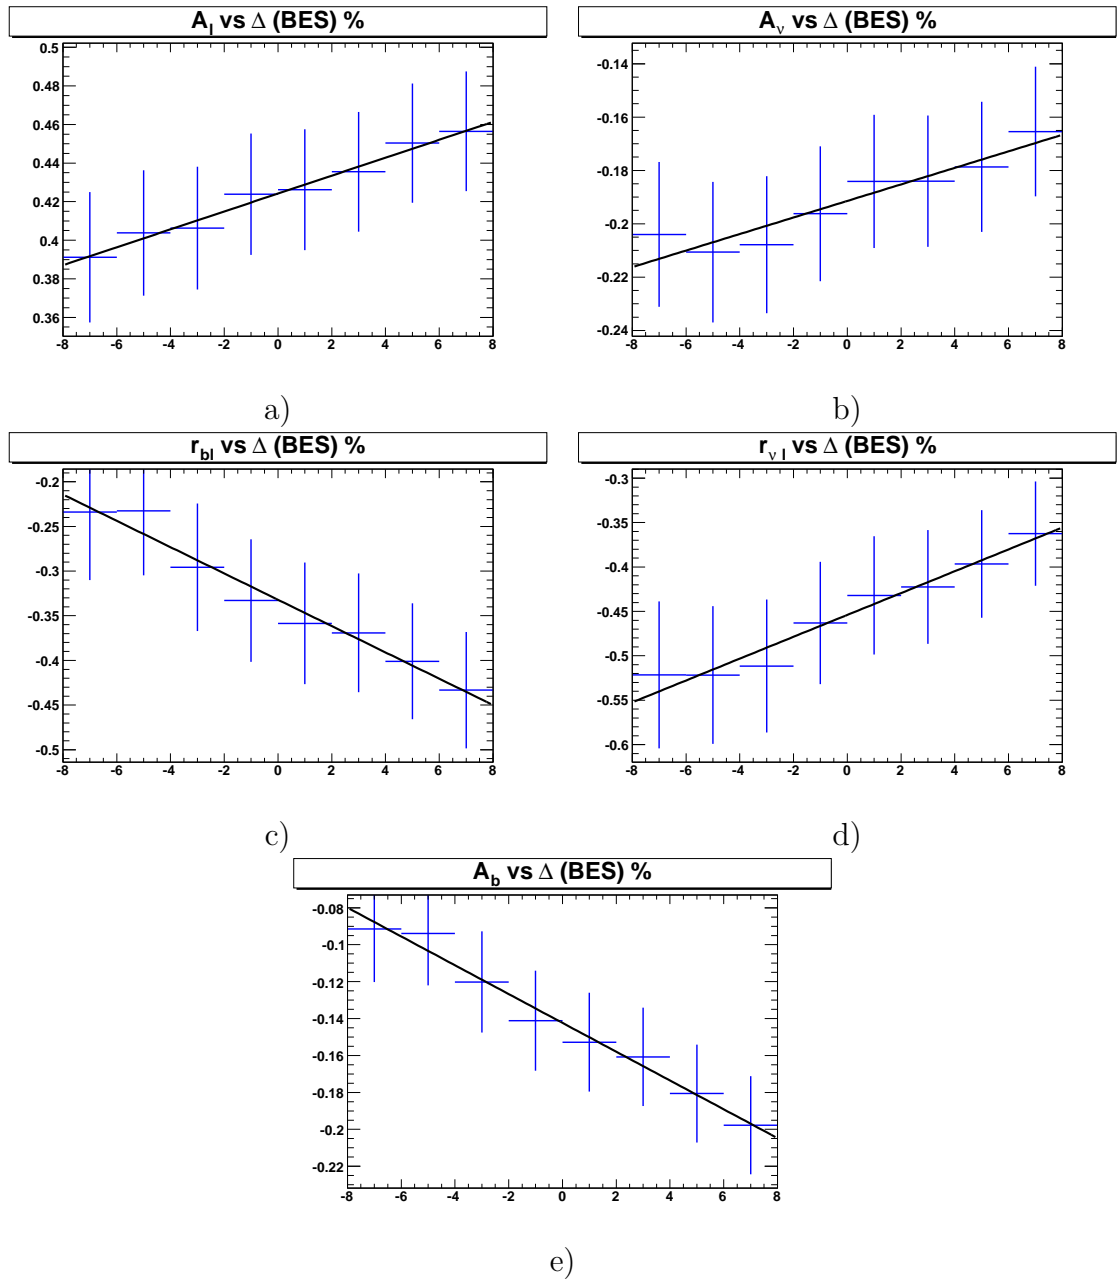 A_l vs Δ (BES) %
0.5
0.48
0.46
0.44
0.42
0.4
0.38
0.36
-8 -6 -4 -2 0 2 4 6 8
a)
A_ν vs Δ (BES) %
-0.14
-0.16
-0.18
-0.2
-0.22
-0.24
-8 -6 -4 -2 0 2 4 6 8
b)
r_bl vs Δ (BES) %
-0.2
-0.25
-0.3
-0.35
-0.4
-0.45
-0.5
-8 -6 -4 -2 0 2 4 6 8
c)
r_ν l vs Δ (BES) %
-0.3
-0.35
-0.4
-0.45
-0.5
-0.55
-0.6
-8 -6 -4 -2 0 2 4 6 8
d)
A_b vs Δ (BES) %
-0.08
-0.1
-0.12
-0.14
-0.16
-0.18
-0.2
-0.22
-8 -6 -4 -2 0 2 4 6 8
e)